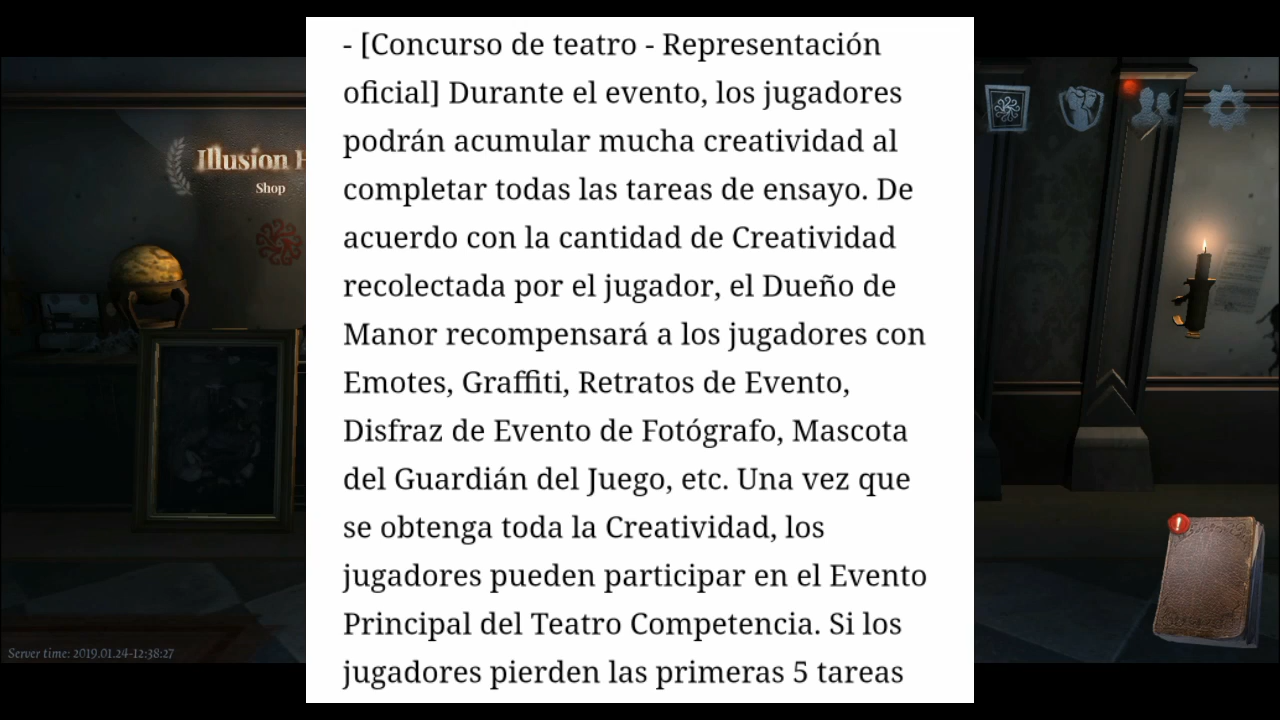 - [Concurso de teatro - Representación
oficial] Durante el evento, los jugadores
podrán acumular mucha creatividad al
completar todas las tareas de ensayo. De
acuerdo con la cantidad de Creatividad
recolectada por el jugador, el Dueño de
Manor recompensará a los jugadores con
Emotes, Graffiti, Retratos de Evento,
Disfraz de Evento de Fotógrafo, Mascota
del Guardián del Juego, etc. Una vez que
se obtenga toda la Creatividad, los
jugadores pueden participar en el Evento
Principal del Teatro Competencia. Si los
jugadores pierden las primeras 5 tareas
Illusion H
Shop
Server time: 2019.01.24-12:38:27